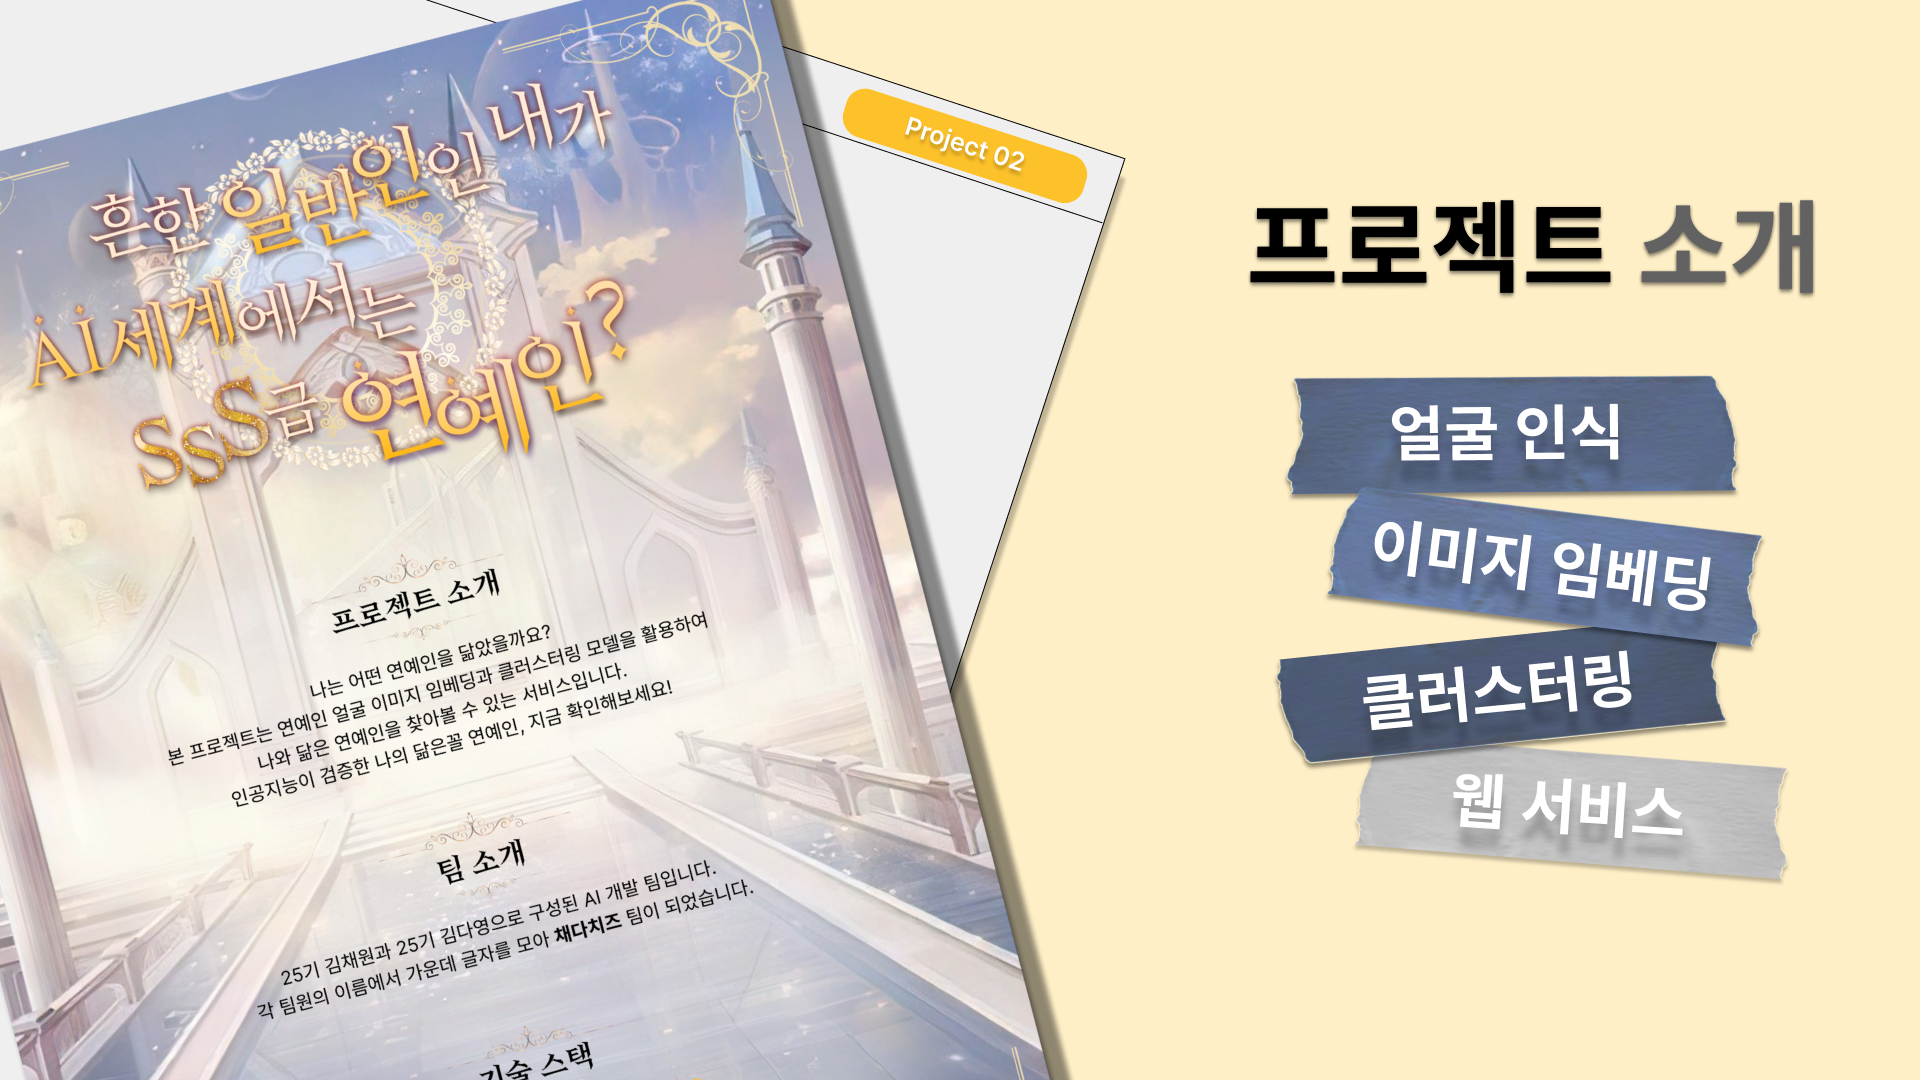 흔한 일반인인 내가
AI세계에서는
SSS급 연예인?
프로젝트 소개
나는 어떤 연예인을 닮았을까요?
본 프로젝트는 연예인 얼굴 이미지 임베딩과 클러스터링 모델을 활용하여
나와 닮은 연예인을 찾아볼 수 있는 서비스입니다.
인공지능이 검증한 나의 닮은꼴 연예인, 지금 확인해보세요!
팀 소개
25기 김채원과 25기 김다영으로 구성된 AI 개발 팀입니다.
각 팀원의 이름에서 가운데 글자를 모아 채다치즈 팀이 되었습니다.
기술 스택
Project 02
프로젝트 소개
얼굴 인식
이미지 임베딩
클러스터링
웹 서비스